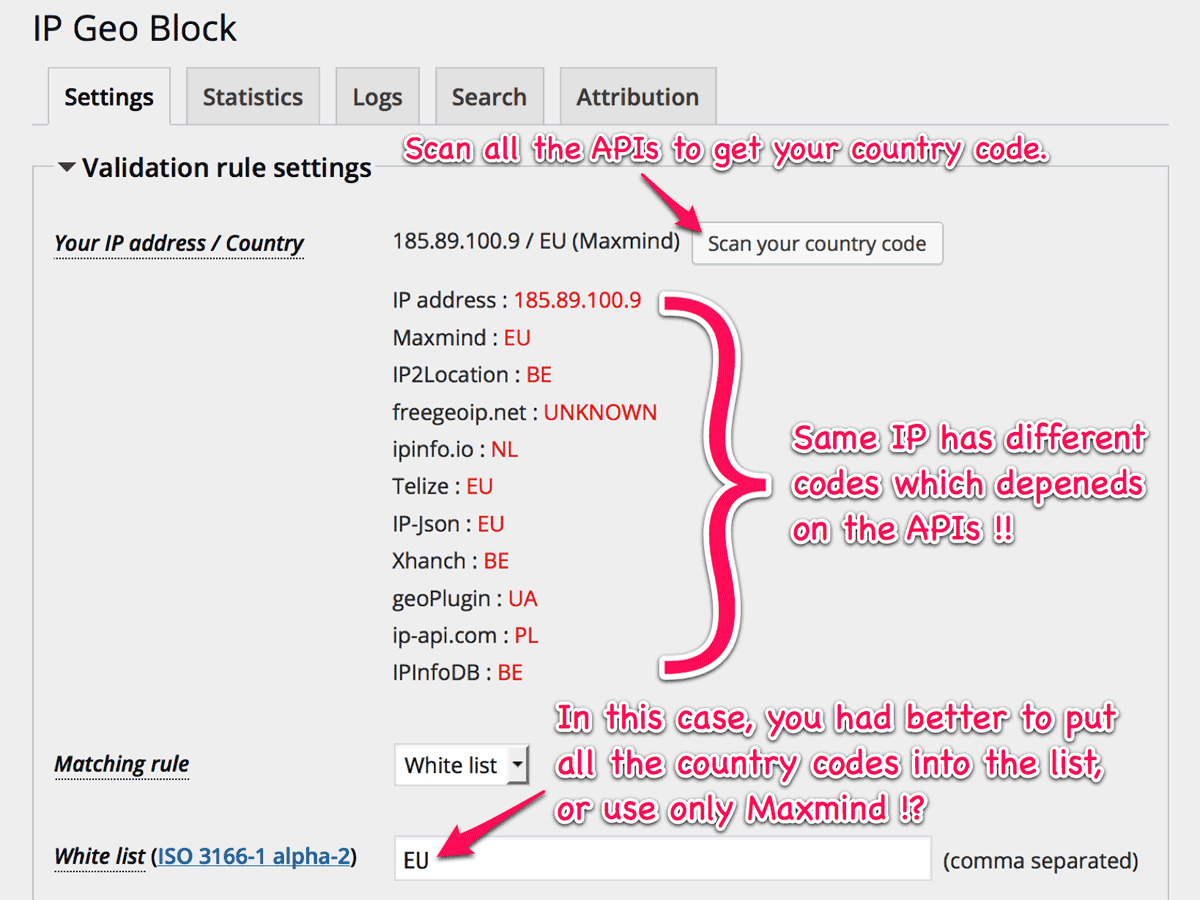 IP Geo Block
Settings
Statistics
Logs
Search
Attribution
Scan all the APIs to get your country code.
Validation rule settings
Your IP address / Country
185.89.100.9 / EU (Maxmind)
Scan your country code
IP address : 185.89.100.9
Maxmind : EU
IP2Location : BE
freegeoip.net : UNKNOWN
ipinfo.io : NL
Telize : EU
IP-Json : EU
Xhanch : BE
geoPlugin : UA
ip-api.com : PL
IPInfoDB : BE
Same IP has different
codes which depeneds
on the APIs !!
In this case, you had better to put
all the country codes into the list,
or use only Maxmind !?
Matching rule
White list
White list (ISO 3166-1 alpha-2)
EU
(comma separated)